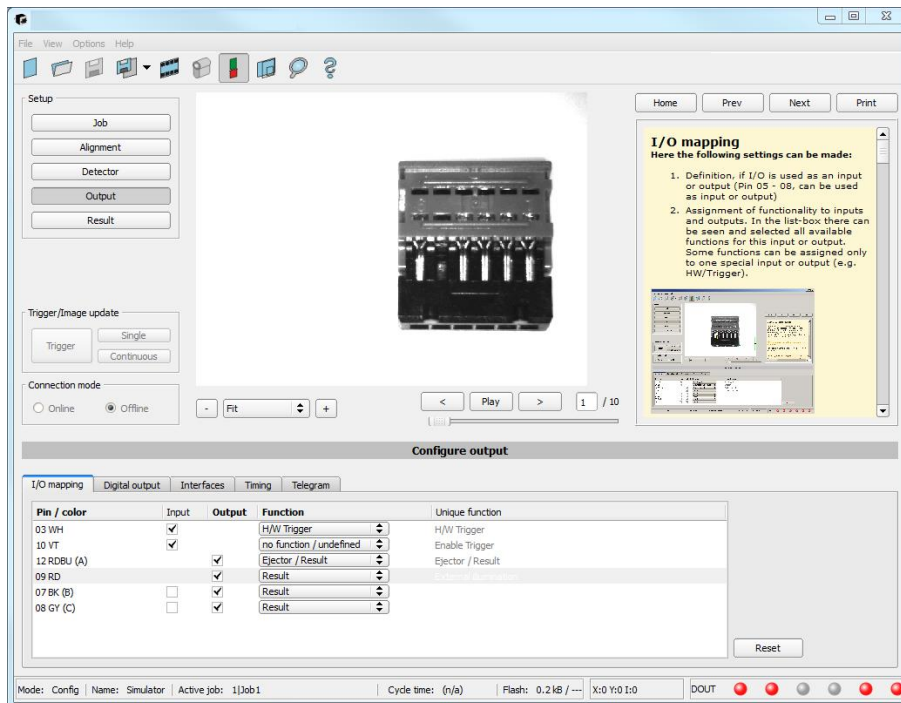 File View Options Help
Setup
Job
Alignment
Detector
Output
Result
Trigger/Image update
Trigger
Single
Continuous
Connection mode
Online Offline
- Fit +
< Play > 1 / 10
Home Prev Next Print
I/O mapping
Here the following settings can be made:
1. Definition, if I/O is used as an input
or output (Pin 05 - 08, can be used
as input or output)
2. Assignment of functionality to inputs
and outputs. In the list-box there can
be seen and selected all available
functions for this input or output.
Some functions can be assigned only
to one special input or output (e.g.
HW/Trigger).
Configure output
I/O mapping Digital output Interfaces Timing Telegram
Pin / color Input Output Function Unique function
03 WH H/W Trigger H/W Trigger
10 VT no function / undefined Enable Trigger
12 RDBU (A) Ejector / Result Ejector / Result
09 RD Result External illumination
07 BK (B) Result
08 GY (C) Result
Reset
Mode: Config Name: Simulator Active job: 1|Job1 Cycle time: (n/a) Flash: 0.2 kB / --- X:0 Y:0 I:0 DOUT